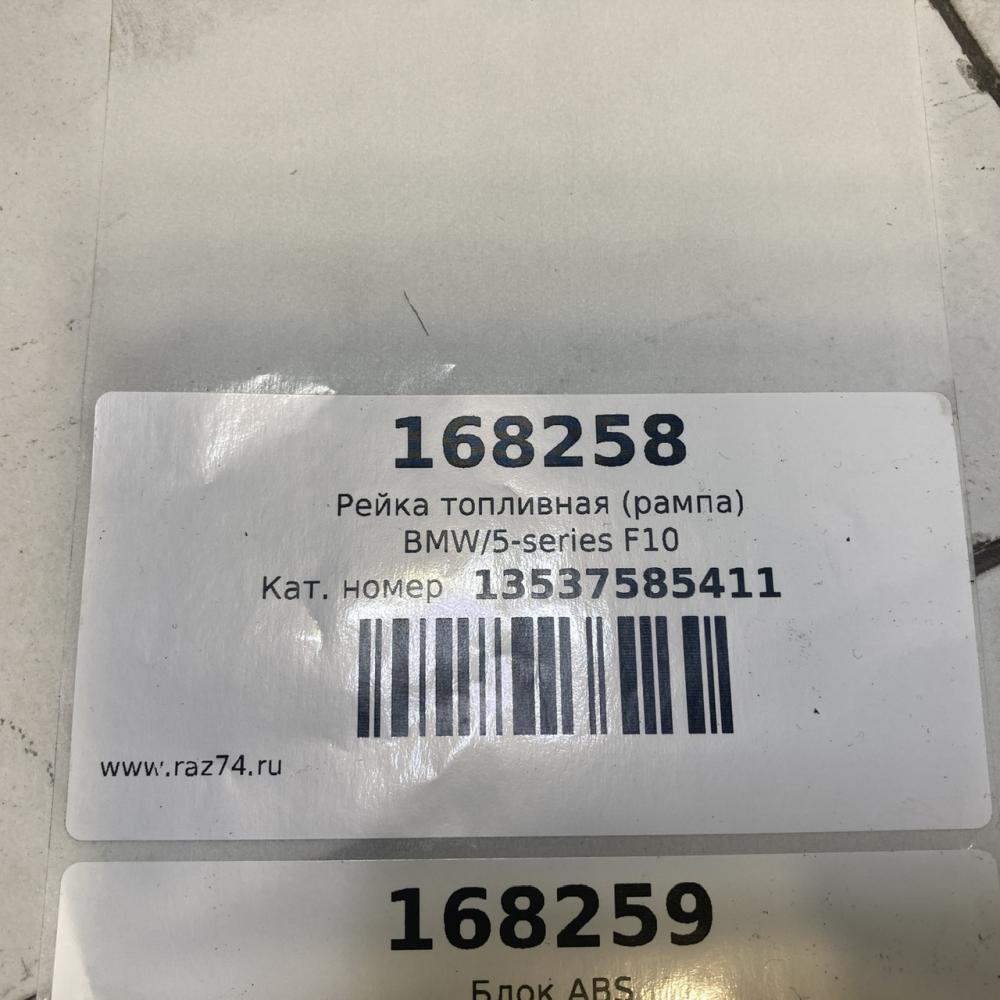 168258
Рейка топливная (рампа)
BMW/5-series F10
Кат. номер 13537585411
www.raz74.ru
168259
Блок ABS